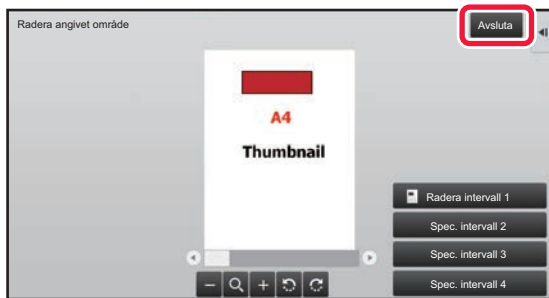 Radera angivet område
Avsluta
A4
Thumbnail
Radera intervall 1
Spec. intervall 2
Spec. intervall 3
Spec. intervall 4